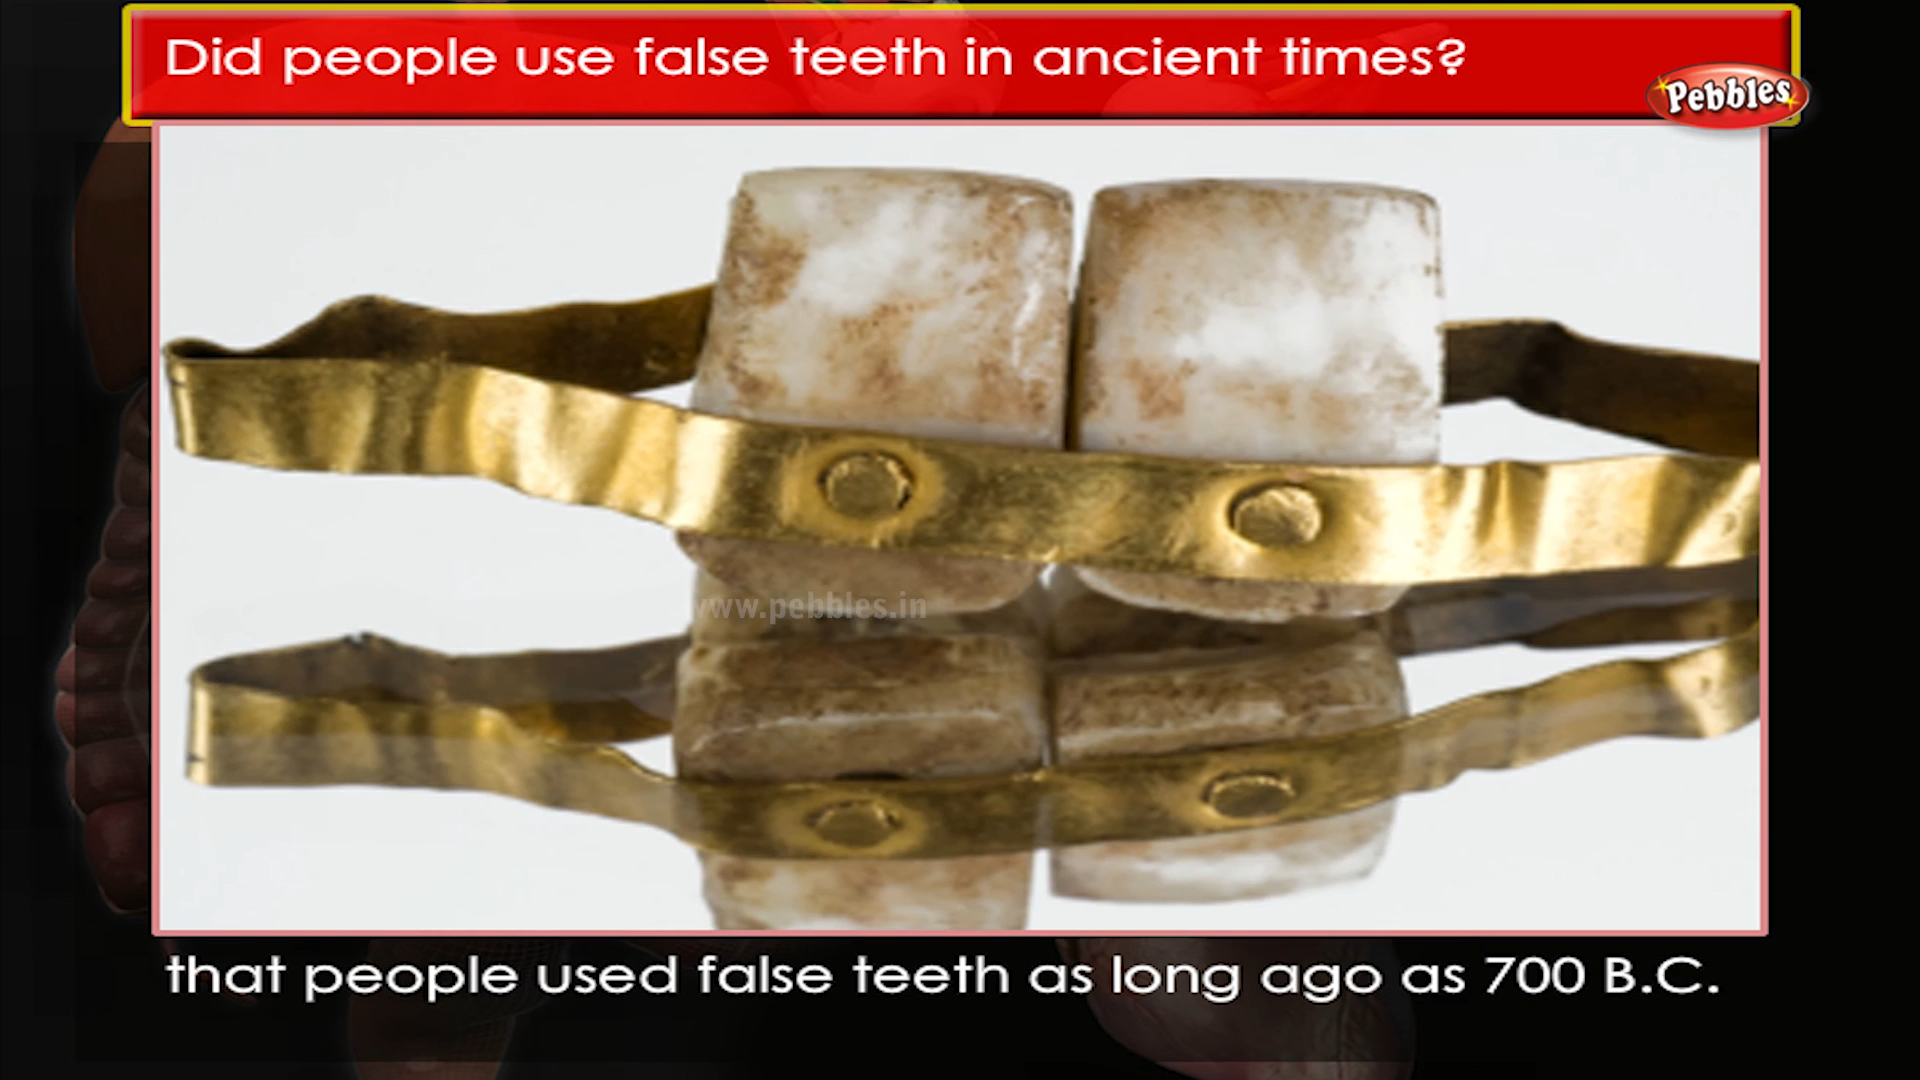 Did people use false teeth in ancient times?
Pebbles
www.pebbles.in
that people used false teeth as long ago as 700 B.C.